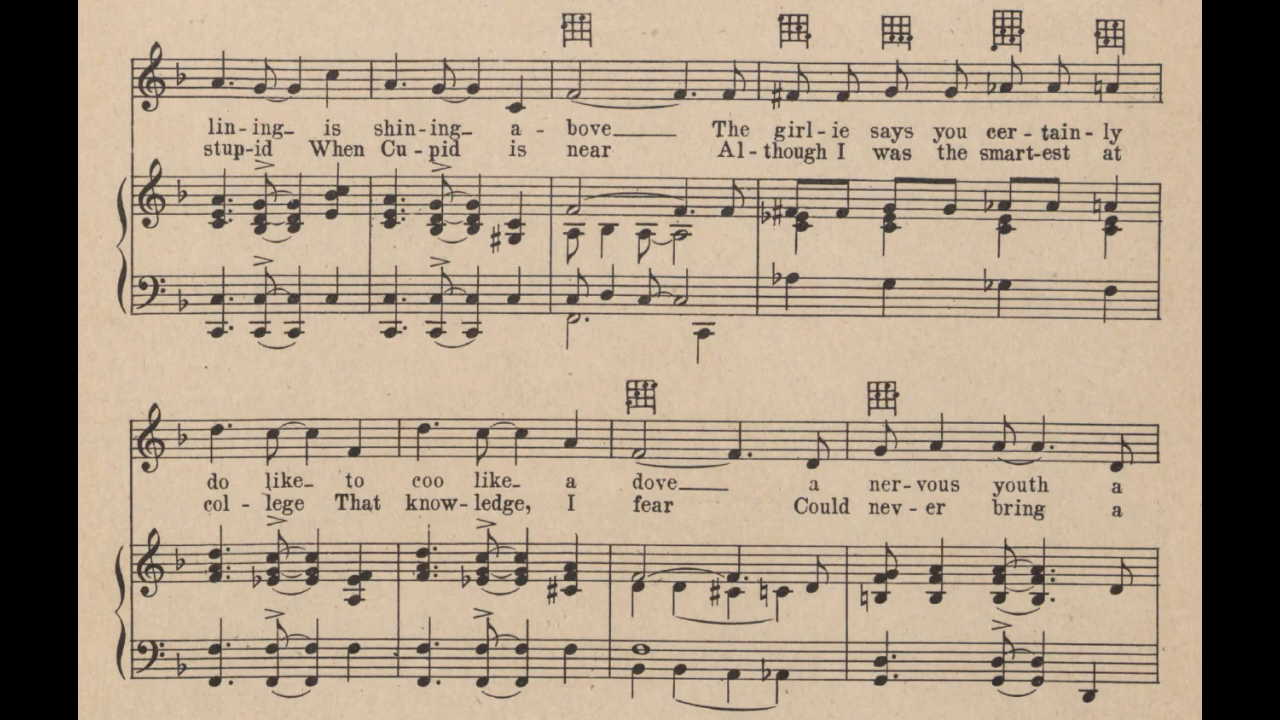 lin - ing is shin - ing a - bove The girl - ie says you cer - tain - ly
stup - id When Cu - pid is near Al - though I was the smart - est at
do like to coo like a dove a ner - vous youth a
col - lege That know - ledge, I fear Could nev - er bring a